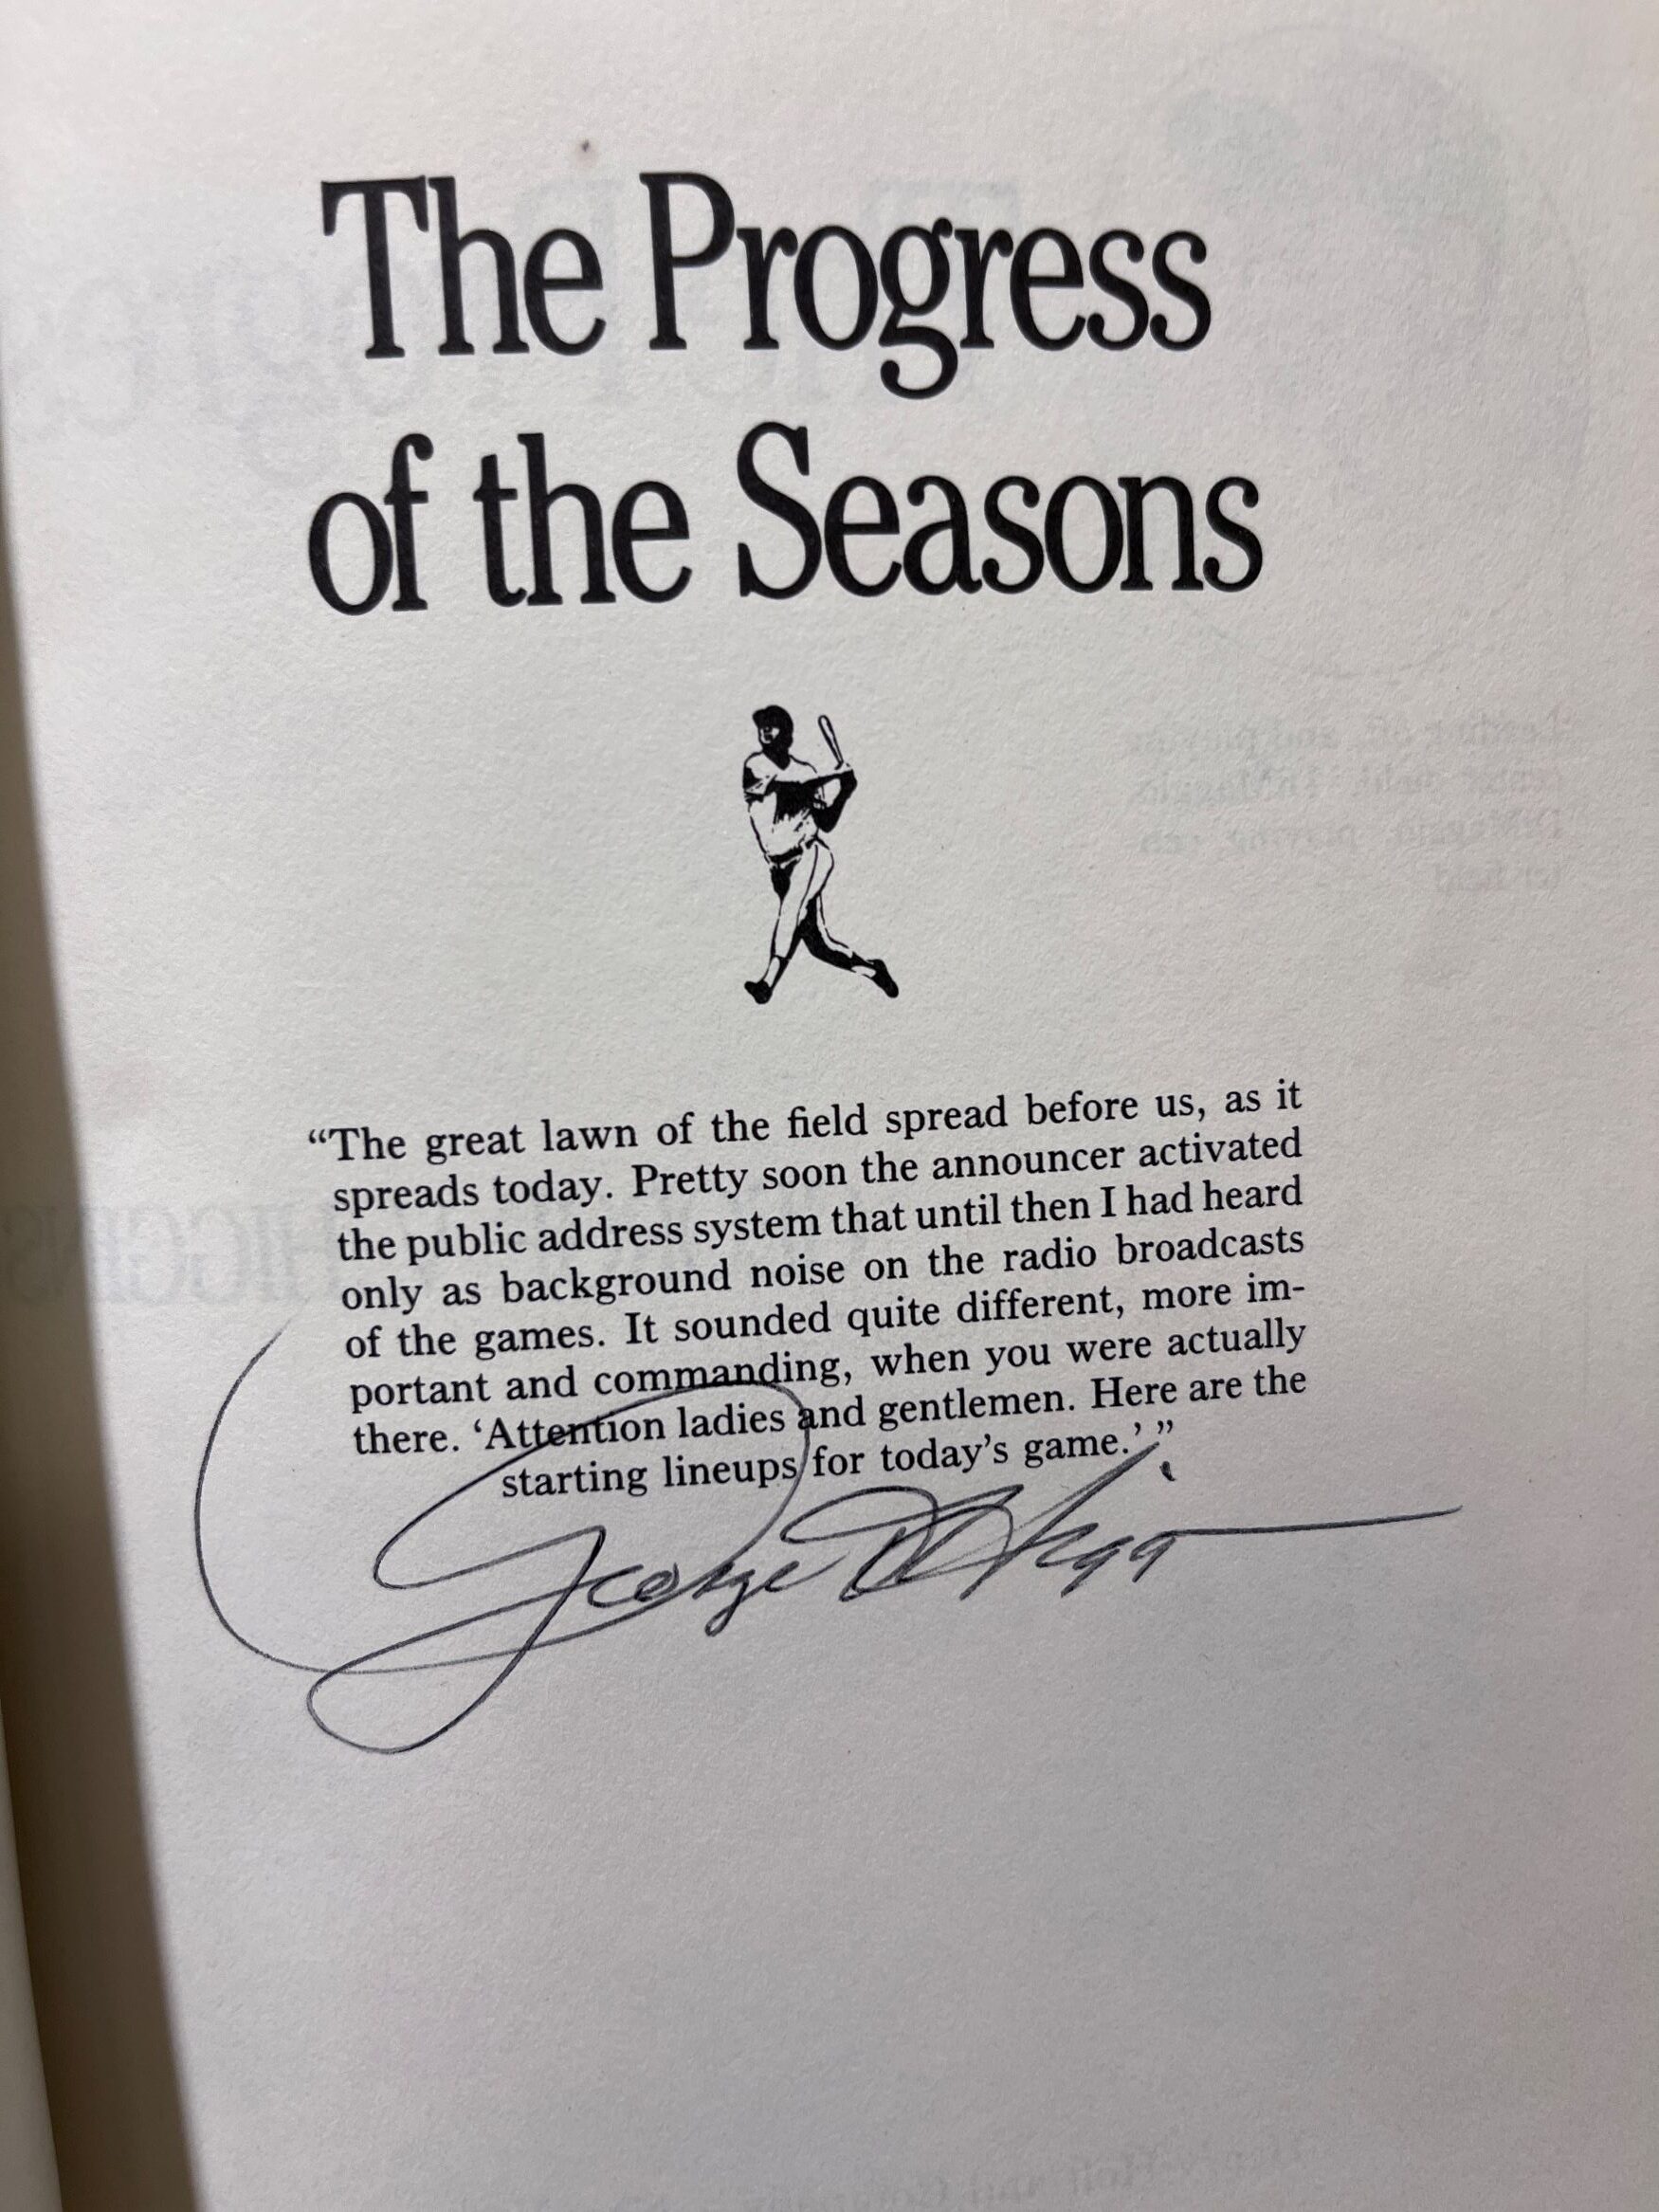 The Progress
of the Seasons
“The great lawn of the field spread before us, as it
spreads today. Pretty soon the announcer activated
the public address system that until then I had heard
only as background noise on the radio broadcasts
of the games. It sounded quite different, more im-
portant and commanding, when you were actually
there. ‘Attention ladies and gentlemen. Here are the
starting lineups for today’s game.’ ”
George